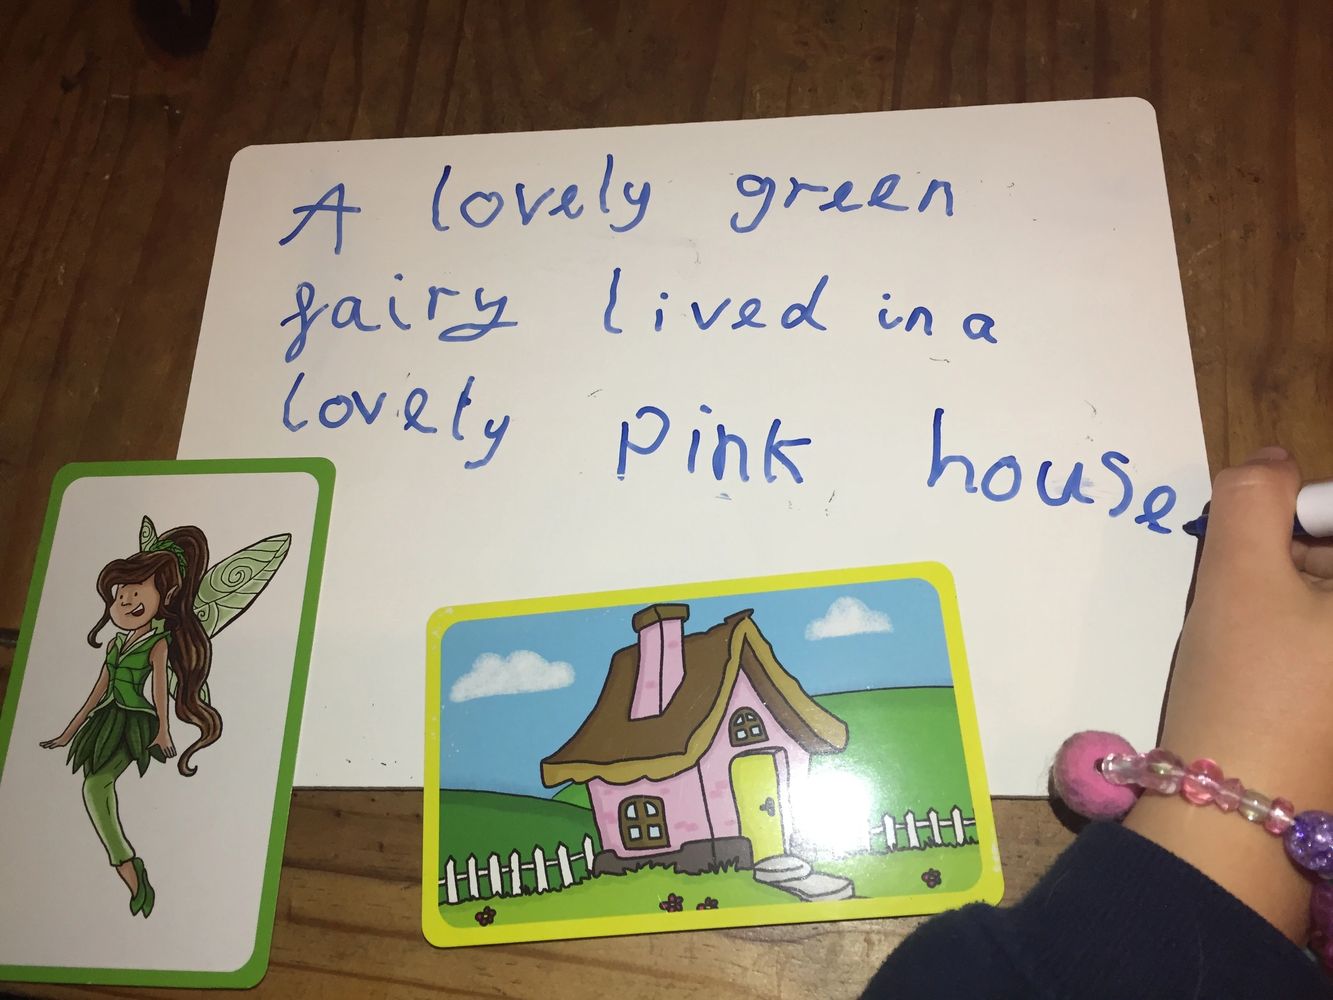 A lovely green
fairy lived in a
lovely pink house